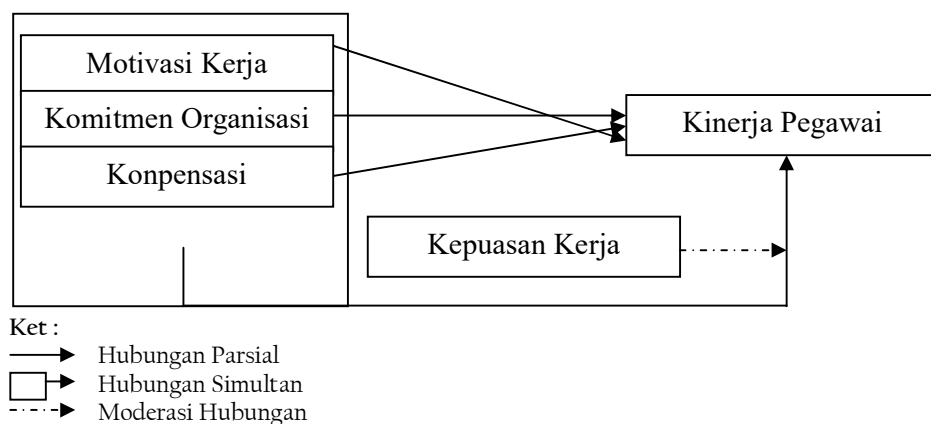 Motivasi Kerja
Komitmen Organisasi
Konpensasi
Kinerja Pegawai
Kepuasan Kerja
Ket :
Hubungan Parsial
Hubungan Simultan
Moderasi Hubungan